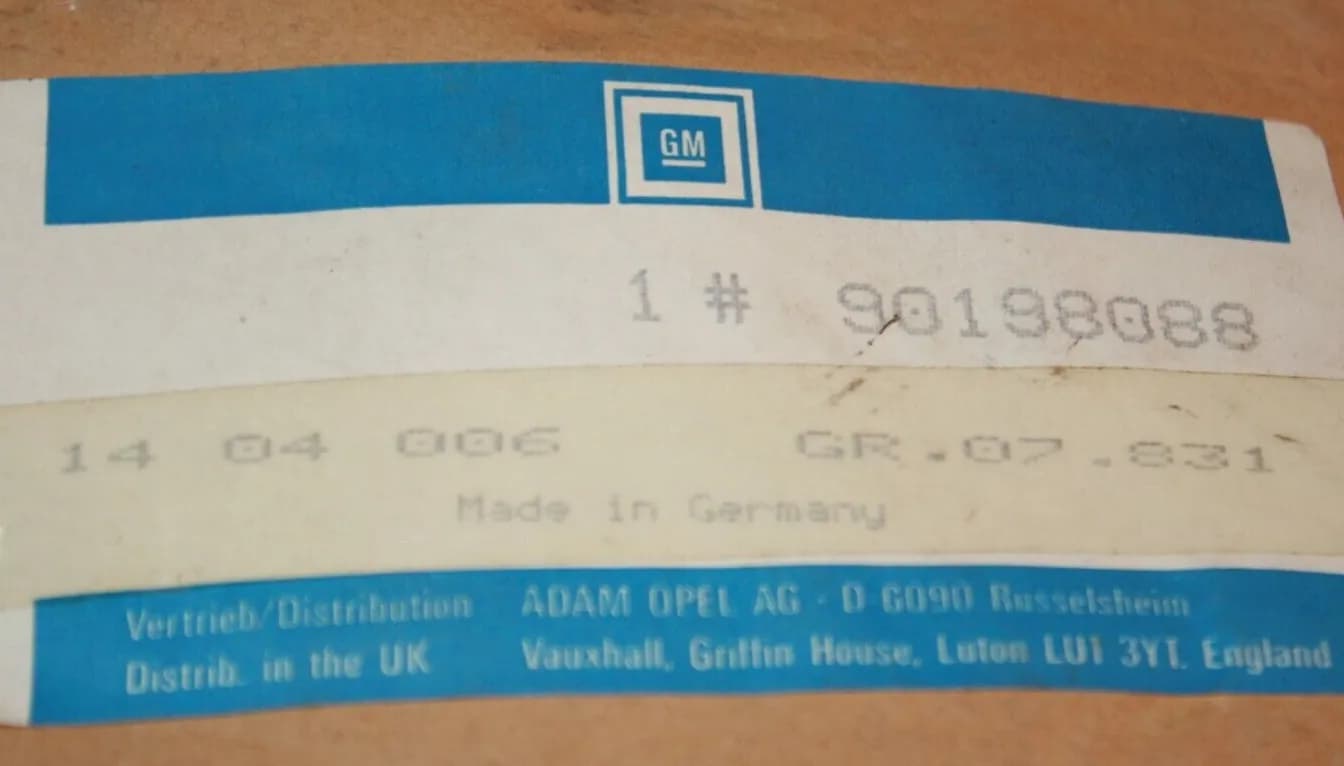 GM
1 # 90198088
14 04 006 GR.07.831
Made in Germany
Vertrieb/Distribution ADAM OPEL AG - D 6090 Russelsheim
Distrib. in the UK Vauxhall, Griffin House, Luton LU1 3YT, England